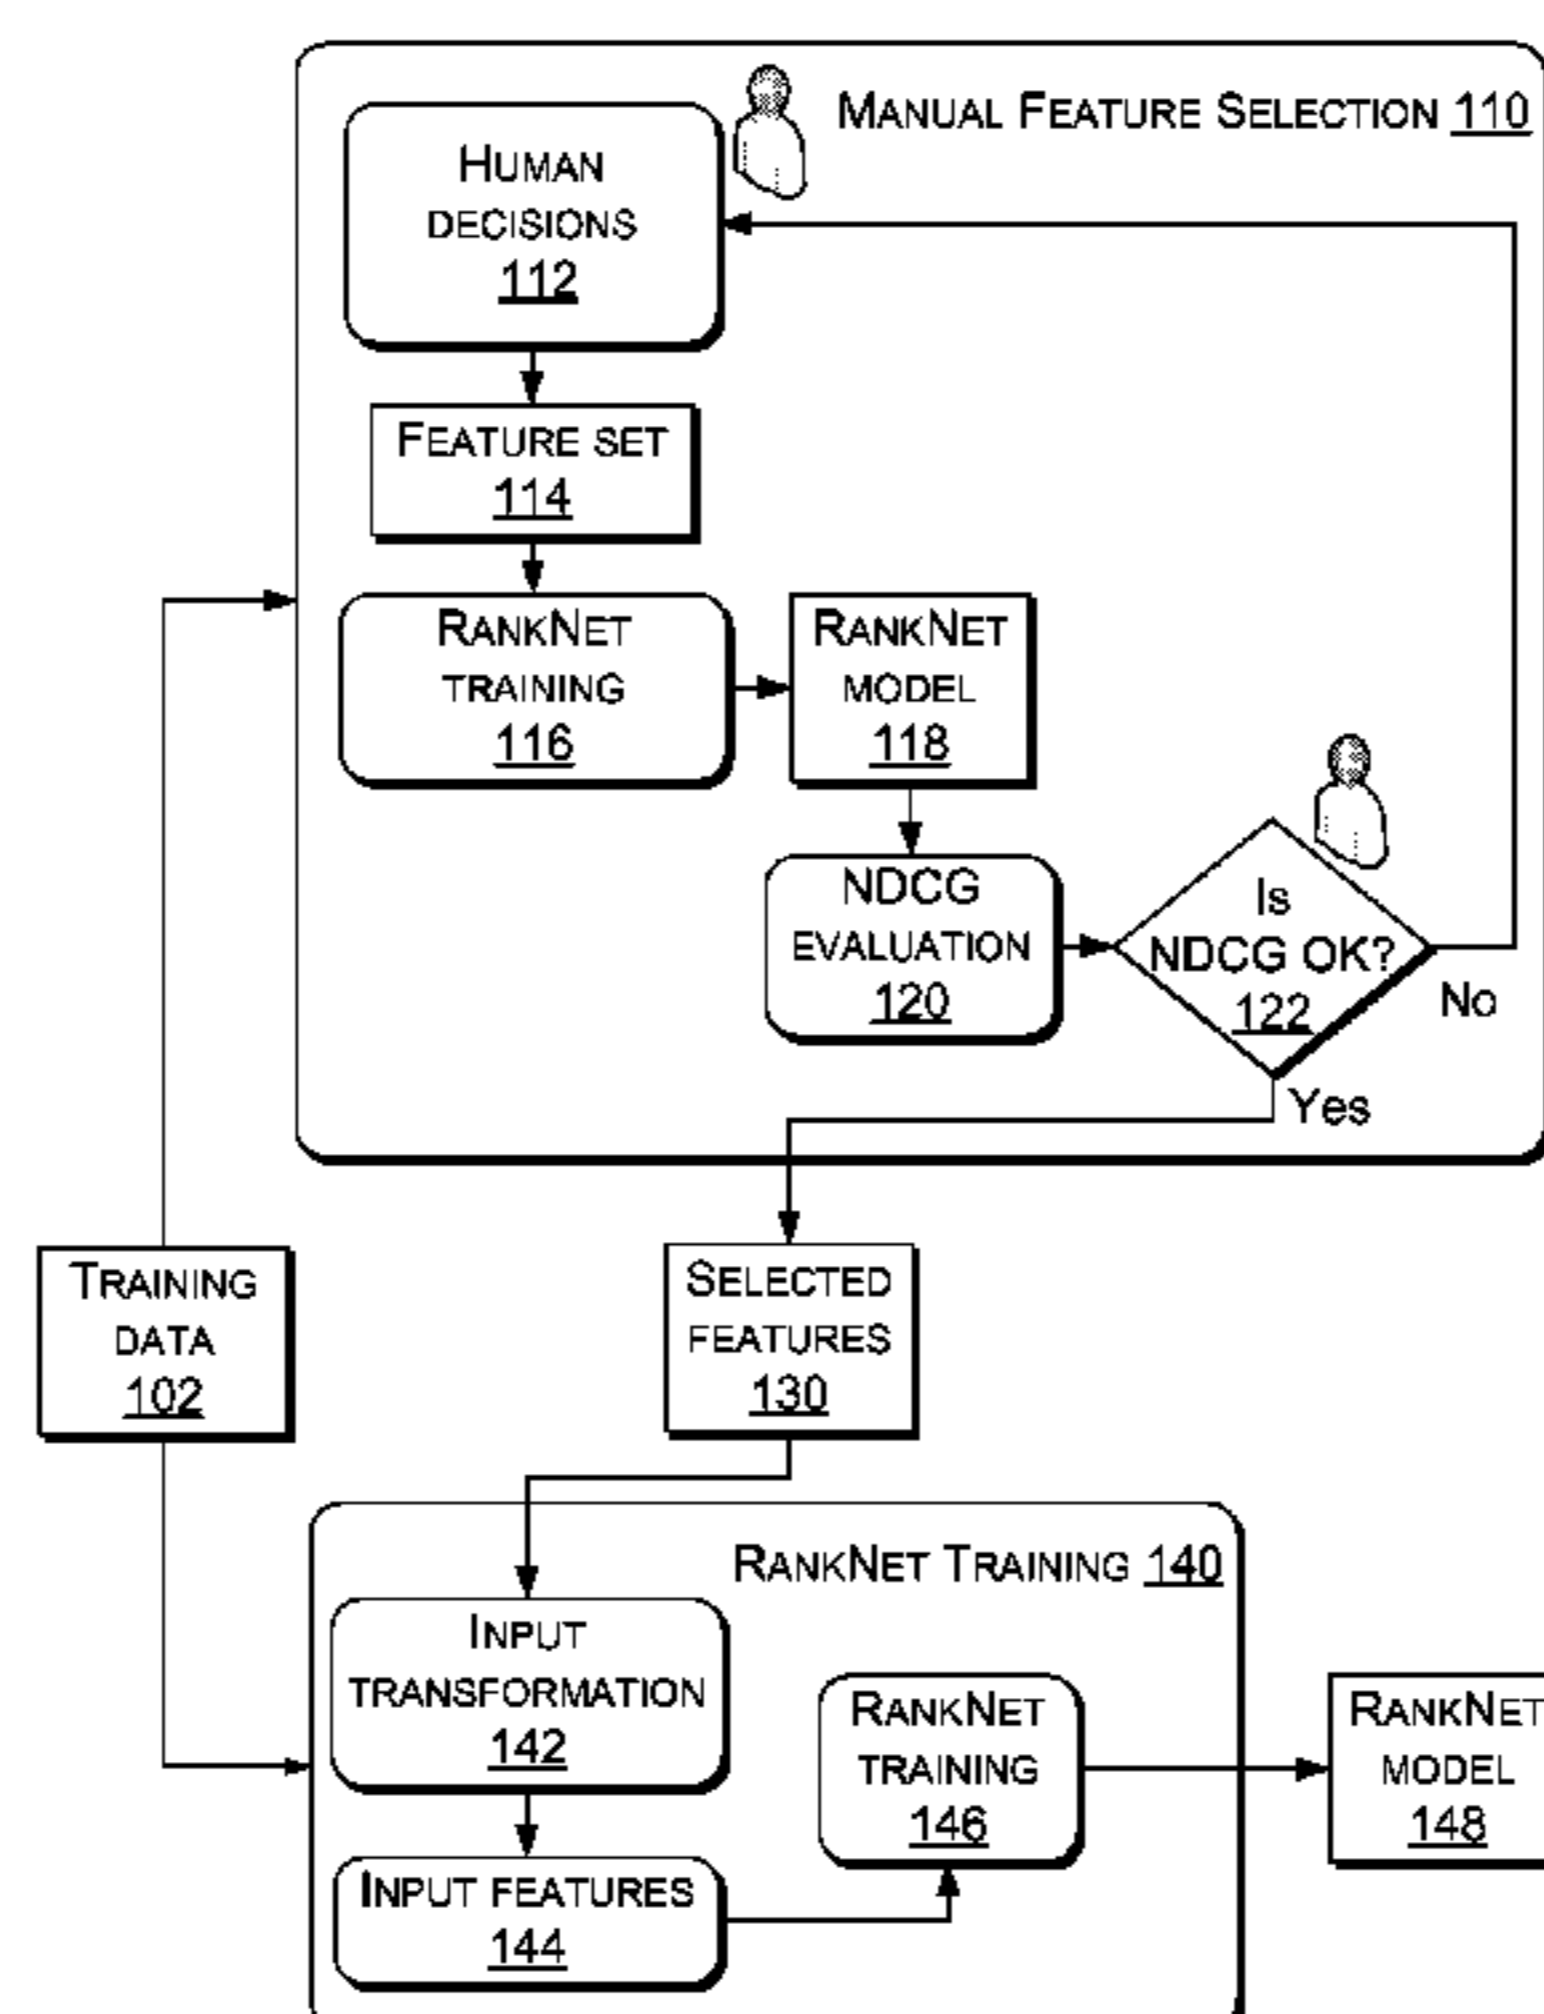 MANUAL FEATURE SELECTION 110
HUMAN
DECISIONS
112
FEATURE SET
114
RANKNET
TRAINING
116
RANKNET
MODEL
118
NDCG
EVALUATION
120
Is
NDCG OK?
122
No
Yes
TRAINING
DATA
102
SELECTED
FEATURES
130
RANKNET TRAINING 140
INPUT
TRANSFORMATION
142
INPUT FEATURES
144
RANKNET
TRAINING
146
RANKNET
MODEL
148